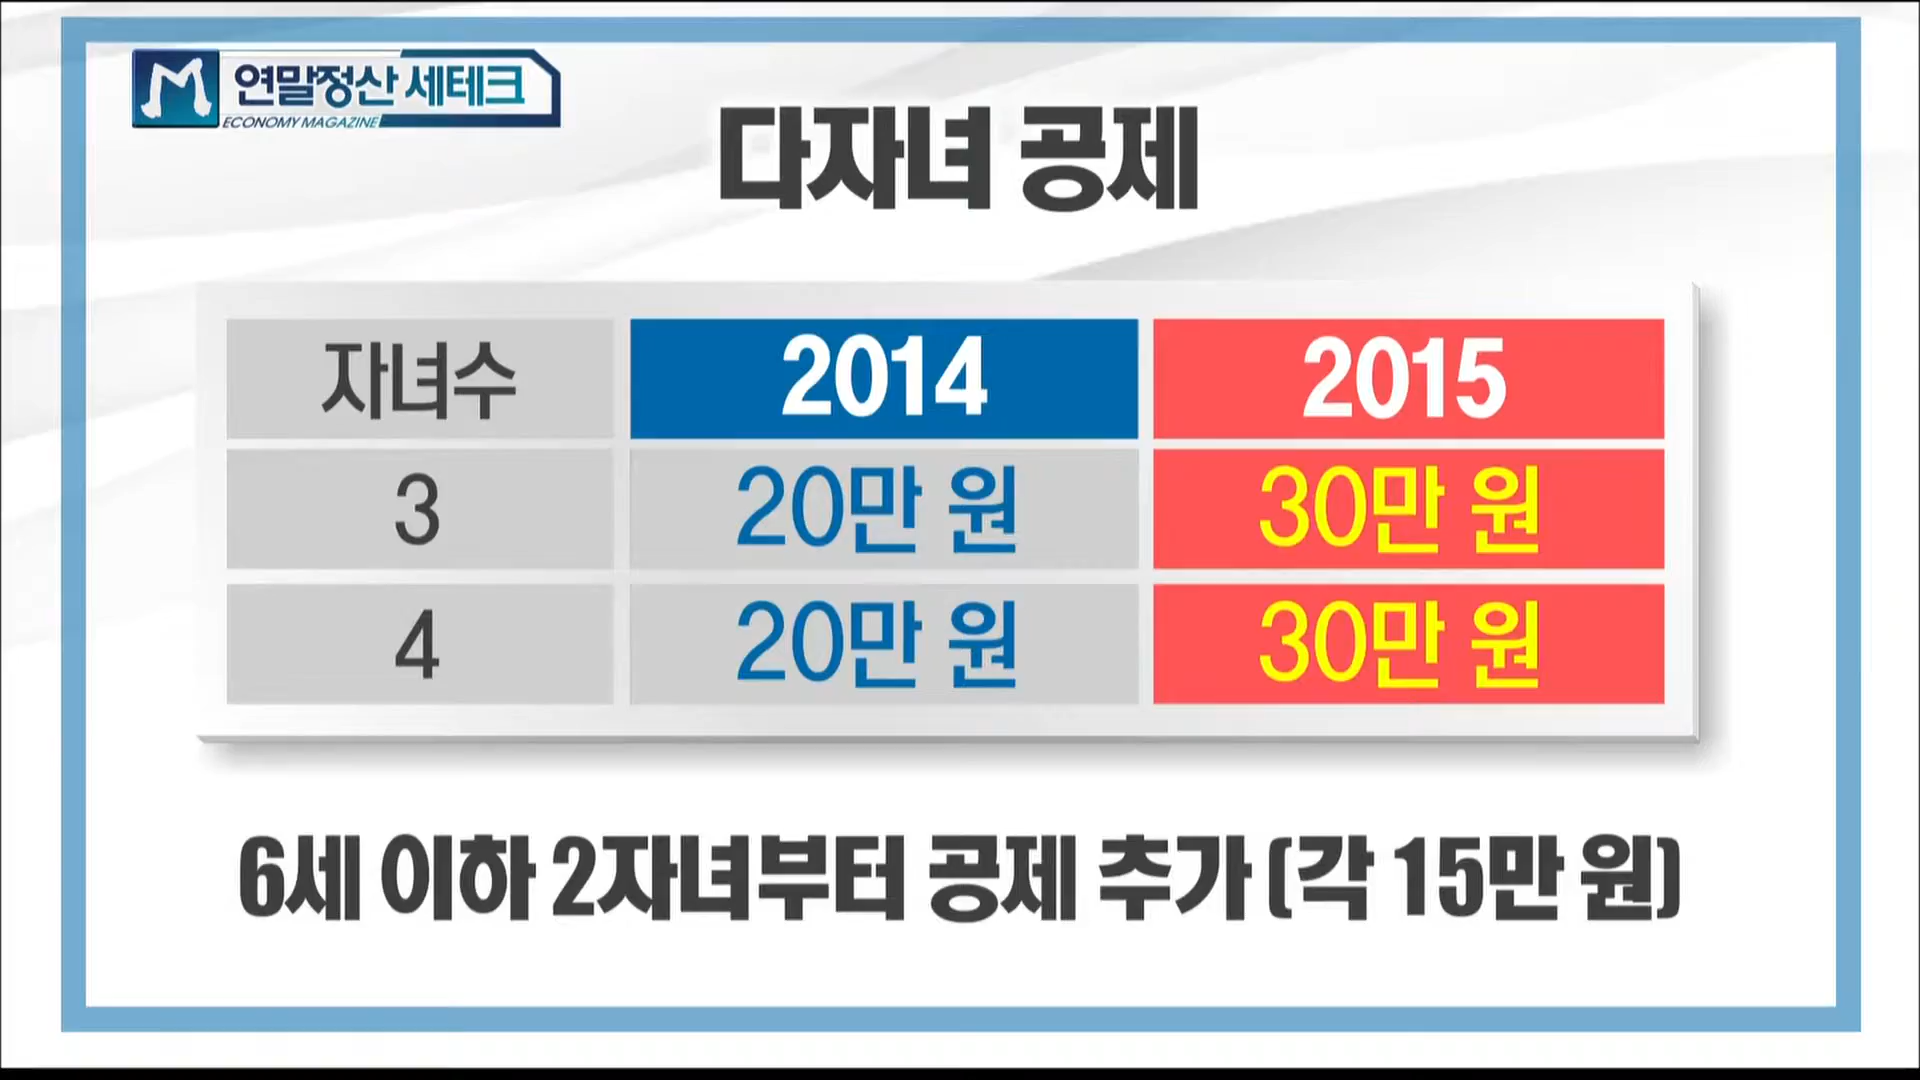 M 연말정산 세테크
ECONOMY MAGAZINE
다자녀 공제
자녀수 2014 2015
3 20만 원 30만 원
4 20만 원 30만 원
6세 이하 2자녀부터 공제 추가 (각 15만 원)